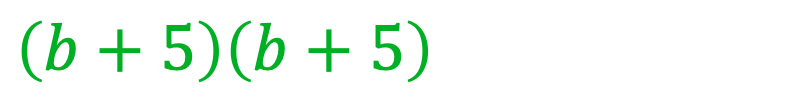 (b + 5)(b + 5)